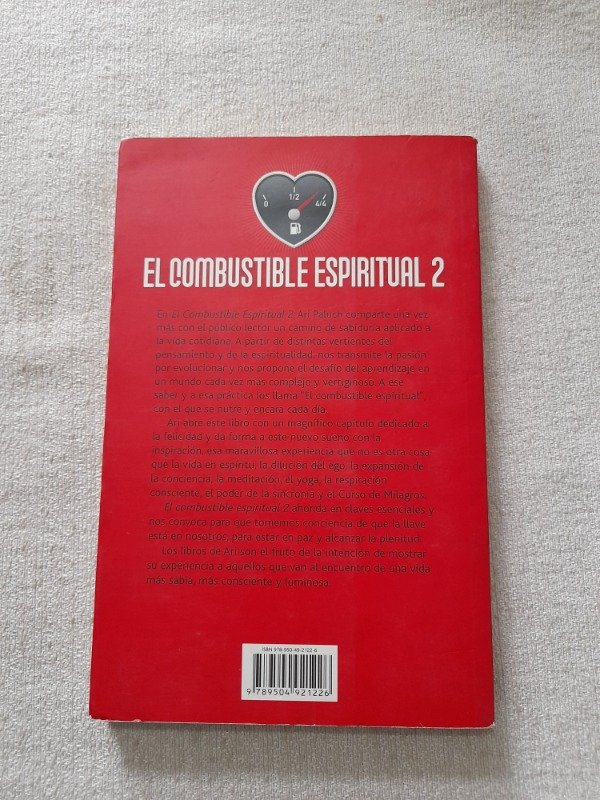 0 1/2 4/4
EL COMBUSTIBLE ESPIRITUAL 2
En El Combustible Espiritual 2 Ari Paluch comparte una vez
más con el público lector un camino de sabiduría aplicado a
la vida cotidiana. A partir de distintas vertientes del
pensamiento y de la espiritualidad, nos transmite la pasión
por evolucionar y nos propone el desafío del aprendizaje en
un mundo cada vez más complejo y vertiginoso. A ese
saber y a esa práctica los llama "El combustible espiritual",
con el que se nutre y encara cada día.
Ari abre este libro con un magnífico capítulo dedicado a
la felicidad y da forma a este nuevo sueño con la
inspiración, esa maravillosa experiencia que no es otra cosa
que la vida en espíritu, la dilución del ego, la expansión de
la conciencia, la meditación, el yoga, la respiración
consciente, el poder de la sincronía y el Curso de Milagros.
El combustible espiritual 2 ahonda en claves esenciales y
nos convoca para que tomemos conciencia de que la llave
está en nosotros, para estar en paz y alcanzar la plenitud.
Los libros de Ari son el fruto de la intención de mostrar
su experiencia a aquellos que van al encuentro de una vida
más sabia, más consciente y luminosa.
ISBN 978-950-49-2122-6
9 789504 921226